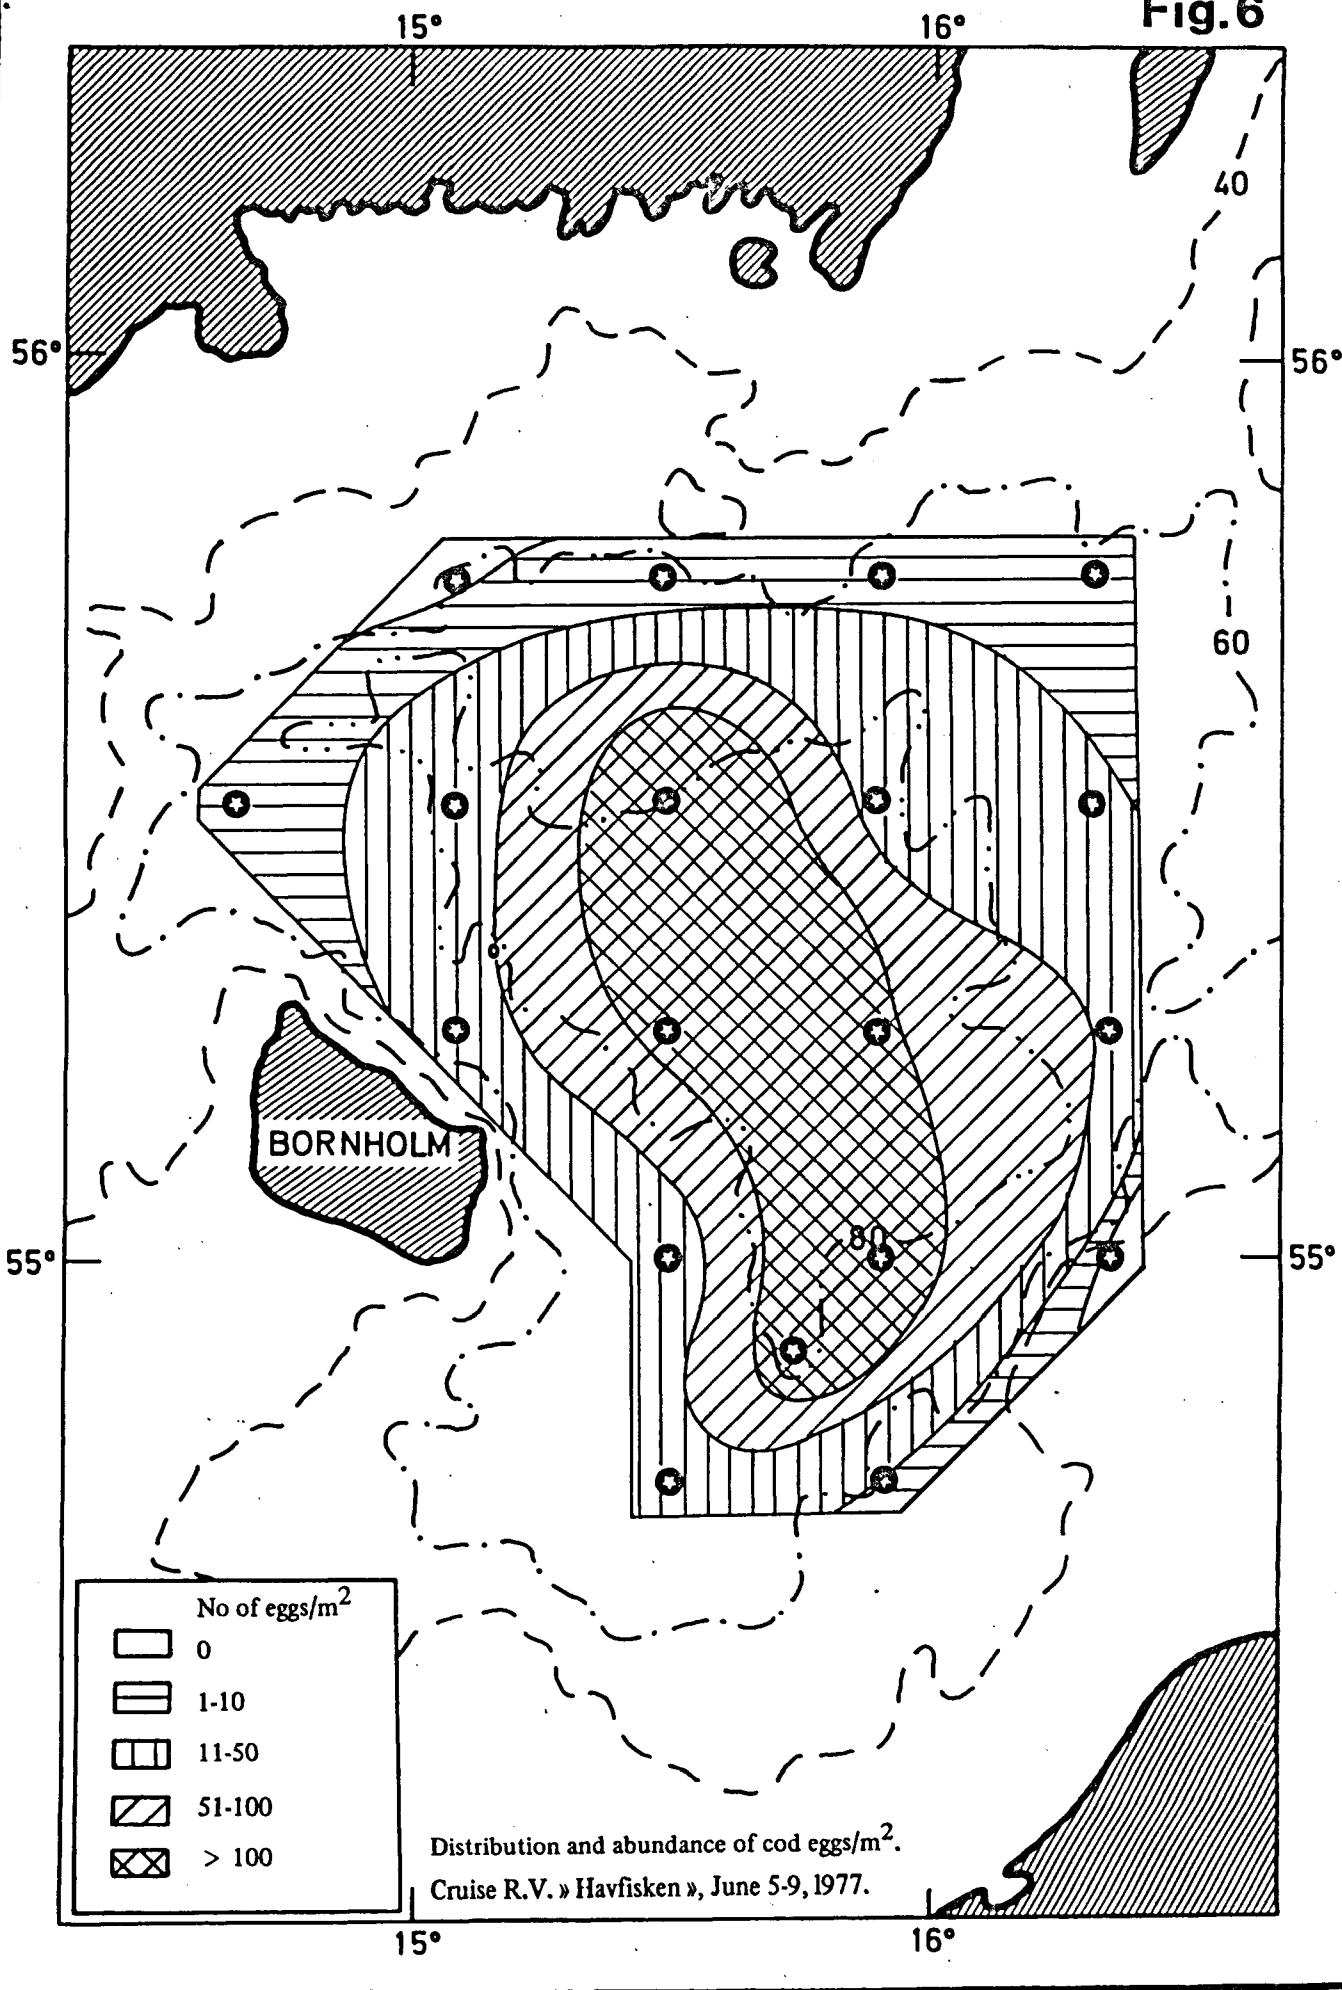 Fig.6
15° 16°
40
56° 56°
60
BORNHOLM
80
55° 55°
No of eggs/m²
0
1-10
11-50
51-100
> 100
Distribution and abundance of cod eggs/m².
Cruise R.V. » Havfisken », June 5-9, 1977.
15° 16°